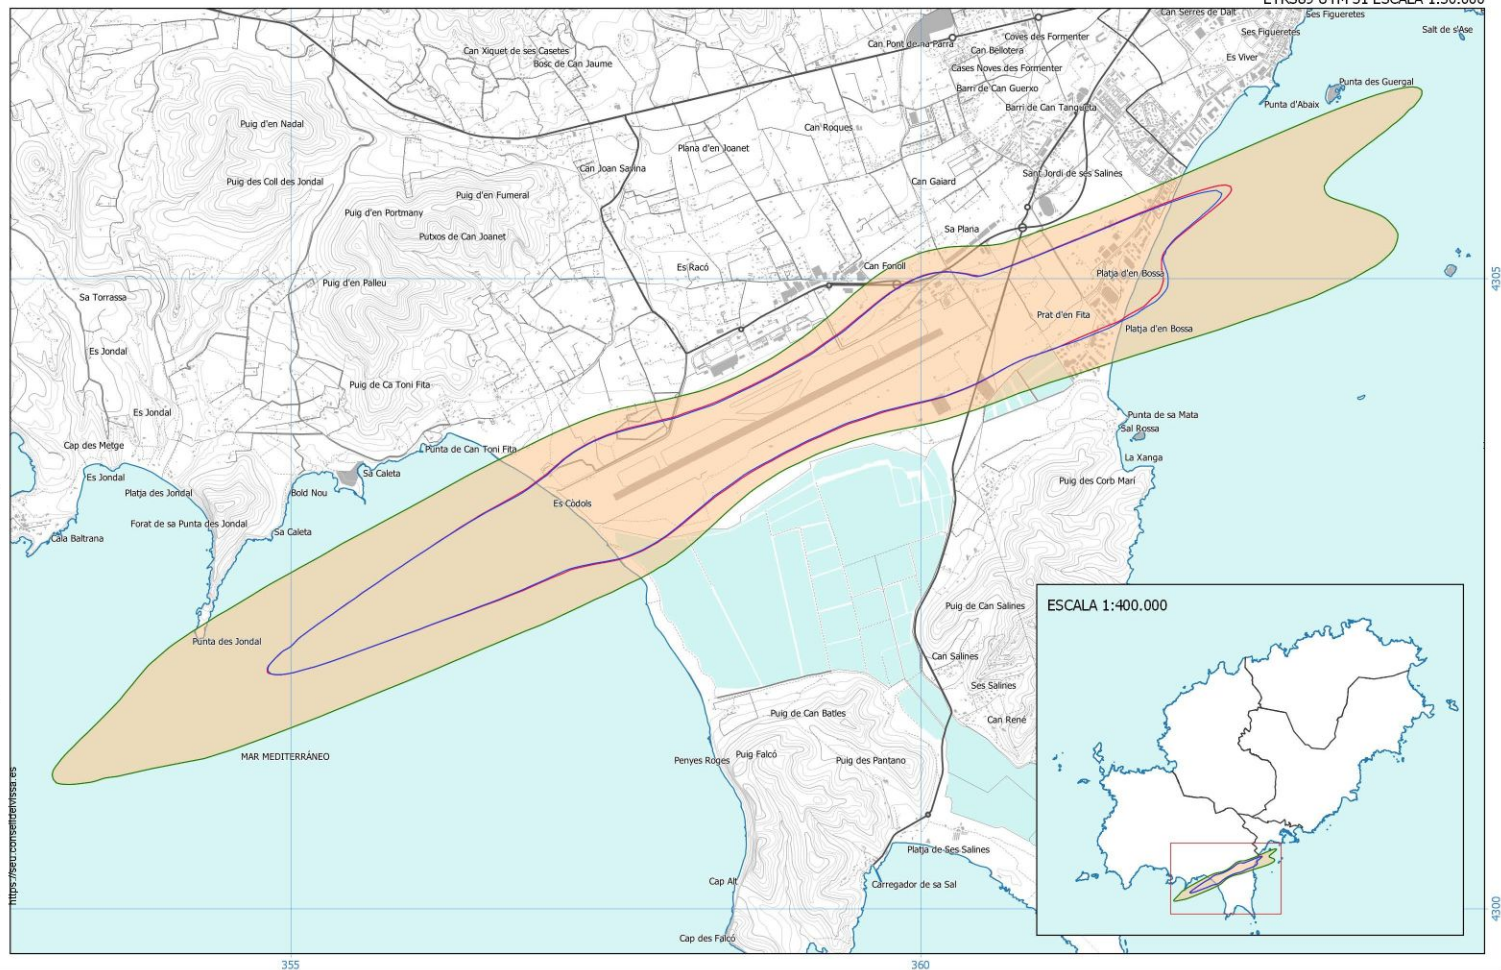 ETRS89 UTM 31 ESCALA 1:50.000
Can Serres de Dalt
Ses Figueretes
Salt de s'Ase
Can Pont de na Parra
Coves des Formenter
Ses Figueretes
Can Xiquet de ses Casetes
Can Bellotera
Bosc de Can Jaume
Es Viver
Cases Noves des Formenter
Punta des Guergal
Barri de Can Guerxo
Punta d'Abaix
Barri de Can Tangueta
Puig d'en Nadal
Can Roques
Plana d'en Joanet
Can Joan Sarina
Sant Jordi de ses Salines
Puig des Coll des Jondal
Can Gaiard
Puig d'en Fumeral
Puig d'en Portmany
Sa Plana
Putxos de Can Joanet
Es Racó
Can Fonoll
Platja d'en Bossa
4305
Puig d'en Palleu
Sa Torrassa
Prat d'en Fita
Platja d'en Bossa
Es Jondal
Puig de Ca Toni Fita
Es Jondal
Punta de sa Mata
Sal Rossa
Cap des Metge
Punta de Can Toni Fita
La Xanga
Es Jondal
Sa Caleta
Puig des Corb Marí
Platja des Jondal
Bold Nou
Es Còdols
Forat de sa Punta des Jondal
Sa Caleta
Cala Baltrana
ESCALA 1:400.000
Puig de Can Salines
Punta des Jondal
Can Salines
Ses Salines
Puig de Can Batles
Can René
MAR MEDITERRÁNEO
Penyes Roges
Puig Falcó
Puig des Pantano
https://seu.conselldeivissa.es
Platja de Ses Salines
Cap Alt
Carregador de sa Sal
4300
Cap des Falcó
355
360